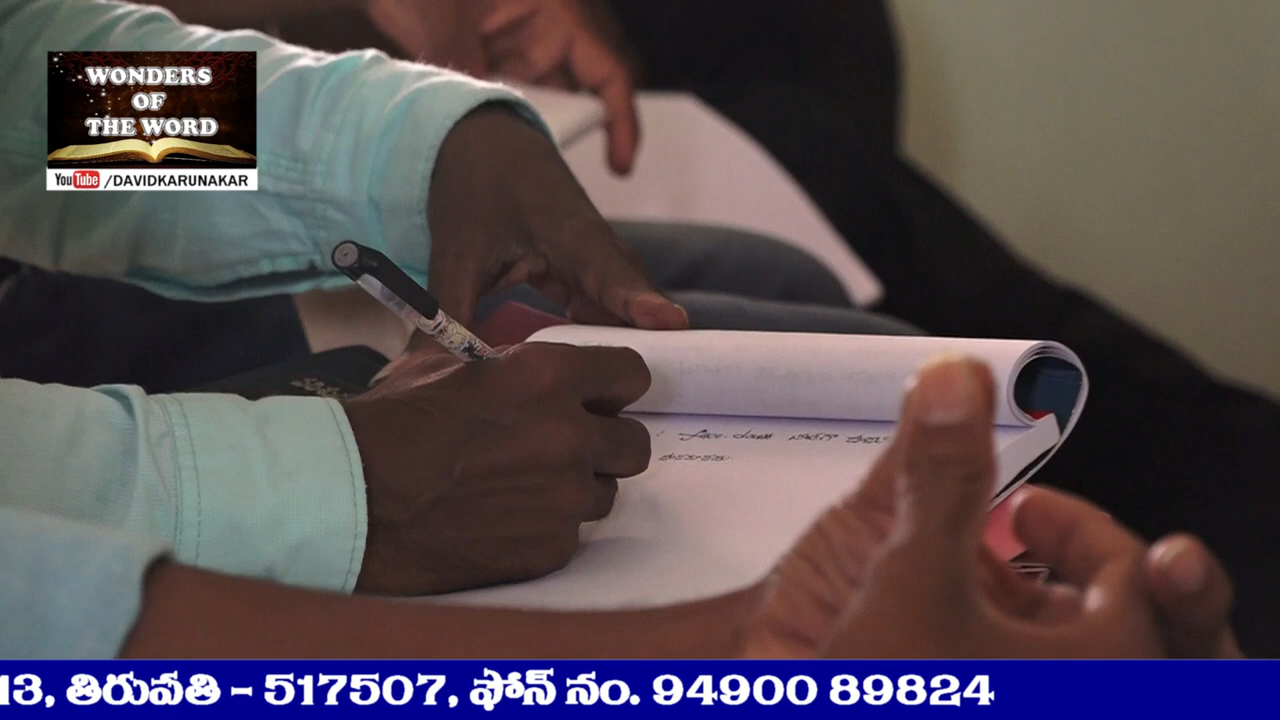 WONDERS
OF
THE WORD
YouTube /DAVIDKARUNAKAR
13, తిరుపతి - 517507, ఫోన్ నం. 94900 89824